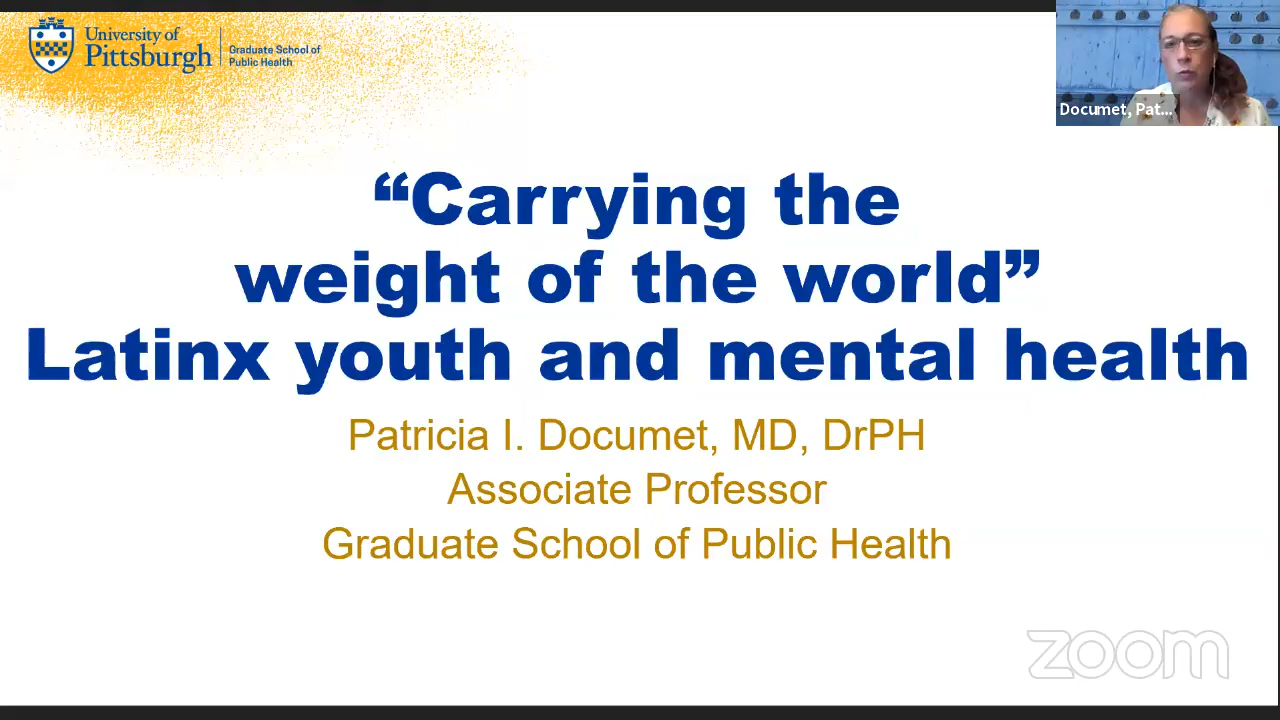 University of
Pittsburgh
Graduate School of
Public Health
Documet, Pat...
“Carrying the
weight of the world”
Latinx youth and mental health
Patricia I. Documet, MD, DrPH
Associate Professor
Graduate School of Public Health
zoom